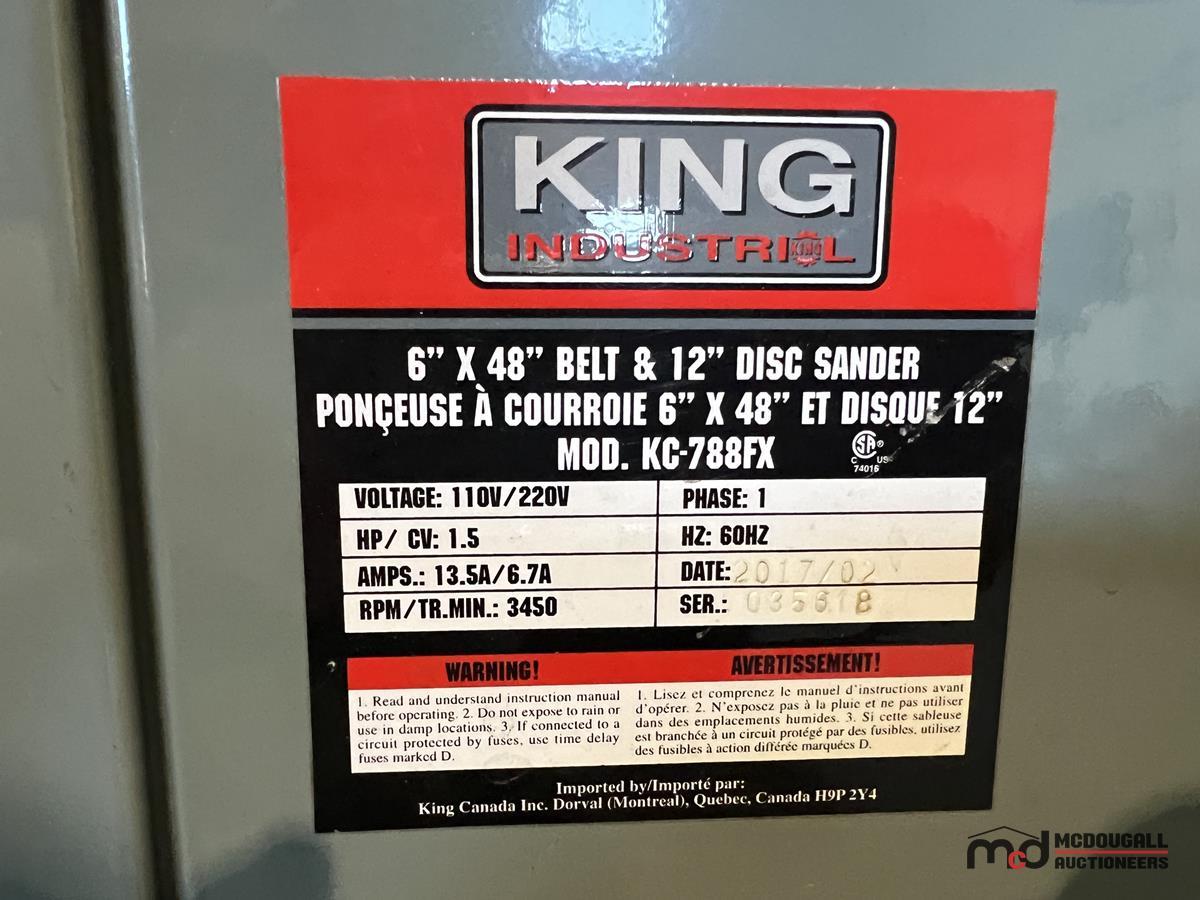 KING
INDUSTRIAL
KING
6” X 48” BELT & 12” DISC SANDER
PONÇEUSE À COURROIE 6” X 48” ET DISQUE 12”
MOD. KC-788FX
SA®
C US
74016
VOLTAGE: 110V/220V PHASE: 1
HP/ CV: 1.5 HZ: 60HZ
AMPS.: 13.5A/6.7A DATE: 2017/02
RPM/TR.MIN.: 3450 SER.: 035618
WARNING!
1. Read and understand instruction manual
before operating. 2. Do not expose to rain or
use in damp locations. 3. If connected to a
circuit protected by fuses, use time delay
fuses marked D.
AVERTISSEMENT!
1. Lisez et comprenez le manuel d'instructions avant
d'opérer. 2. N'exposez pas à la pluie et ne pas utiliser
dans des emplacements humides. 3. Si cette sableuse
est branchée à un circuit protégé par des fusibles, utilisez
des fusibles à action différée marqués D.
Imported by/Importé par:
King Canada Inc. Dorval (Montreal), Quebec, Canada H9P 2Y4
mcd MCDOUGALL
AUCTIONEERS